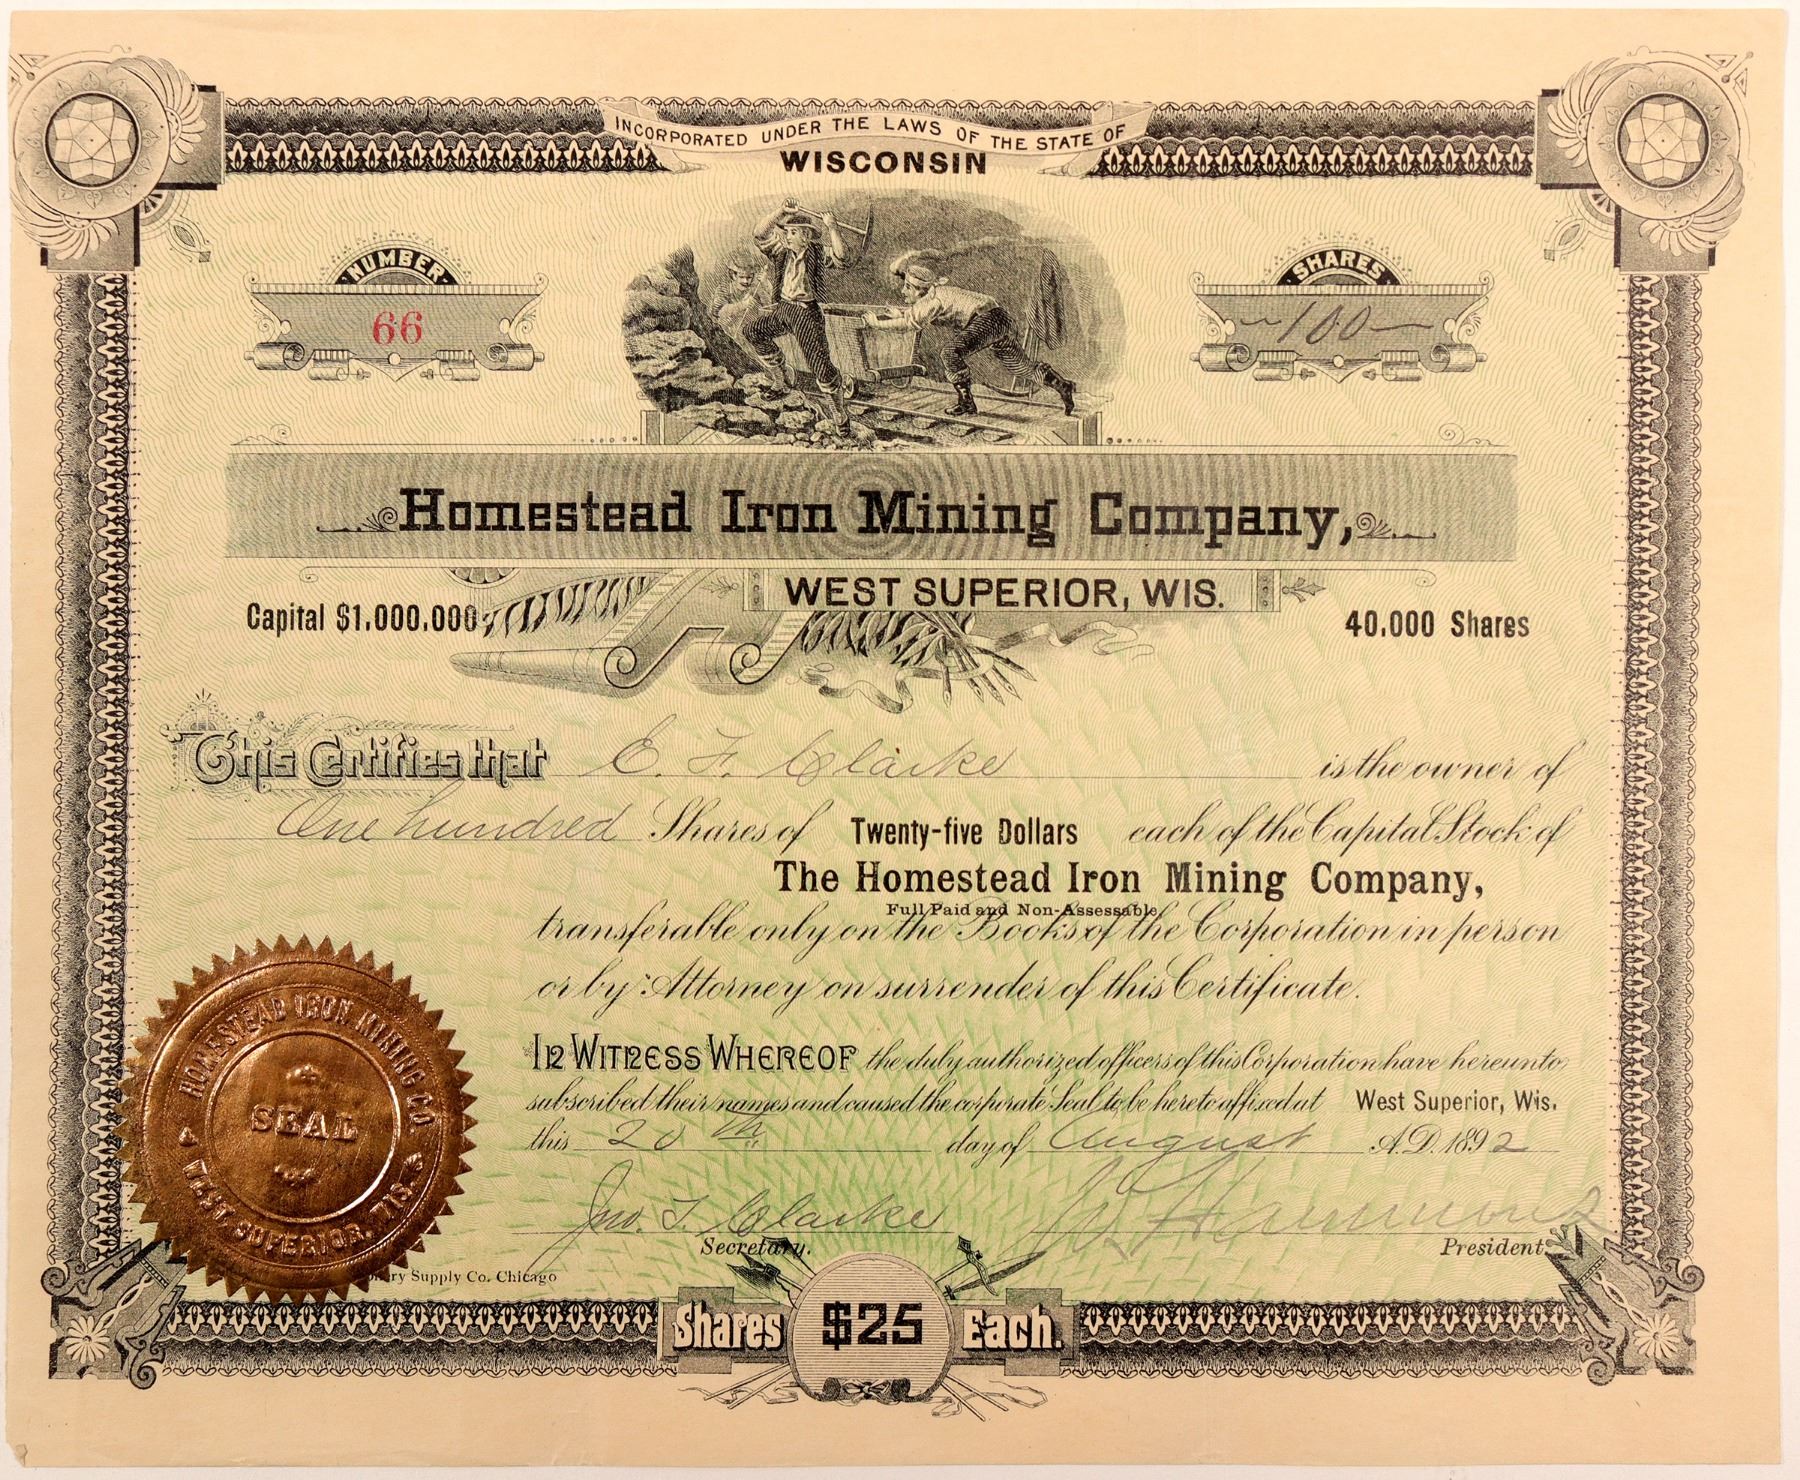 INCORPORATED UNDER THE LAWS OF THE STATE OF
WISCONSIN
NUMBER
66
SHARES
100
Homestead Iron Mining Company,
WEST SUPERIOR, WIS.
Capital $1,000,000
40,000 Shares
This Certifies that E. F. Clarke is the owner of
One hundred Shares of Twenty-five Dollars each of the Capital Stock of
The Homestead Iron Mining Company,
Full Paid and Non-Assessable,
transferable only on the Books of the Corporation in person
or by Attorney on surrender of this Certificate.
In Witness Whereof the duly authorized officers of this Corporation have hereunto
subscribed their names and caused the corporate Seal to be hereto affixed at West Superior, Wis.
this 20th day of August A.D. 1892
Jno. T. Clarke
Hammond
Secretary.
President
HOMESTEAD IRON MINING CO.
SEAL
WEST SUPERIOR, WIS.
Supply Co. Chicago
Shares $25 Each.